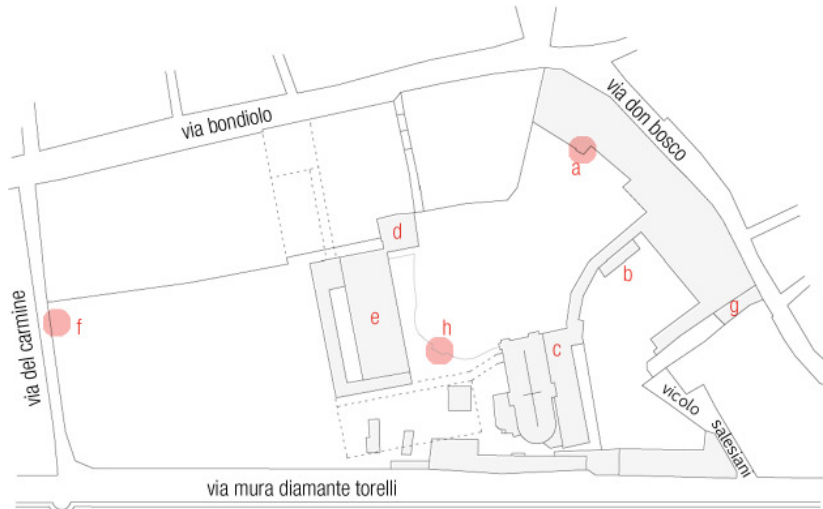 via bondiolo
via don bosco
a
d
b
e
g
f
h
c
via del carmine
vicolo
salesiani
via mura diamante torelli